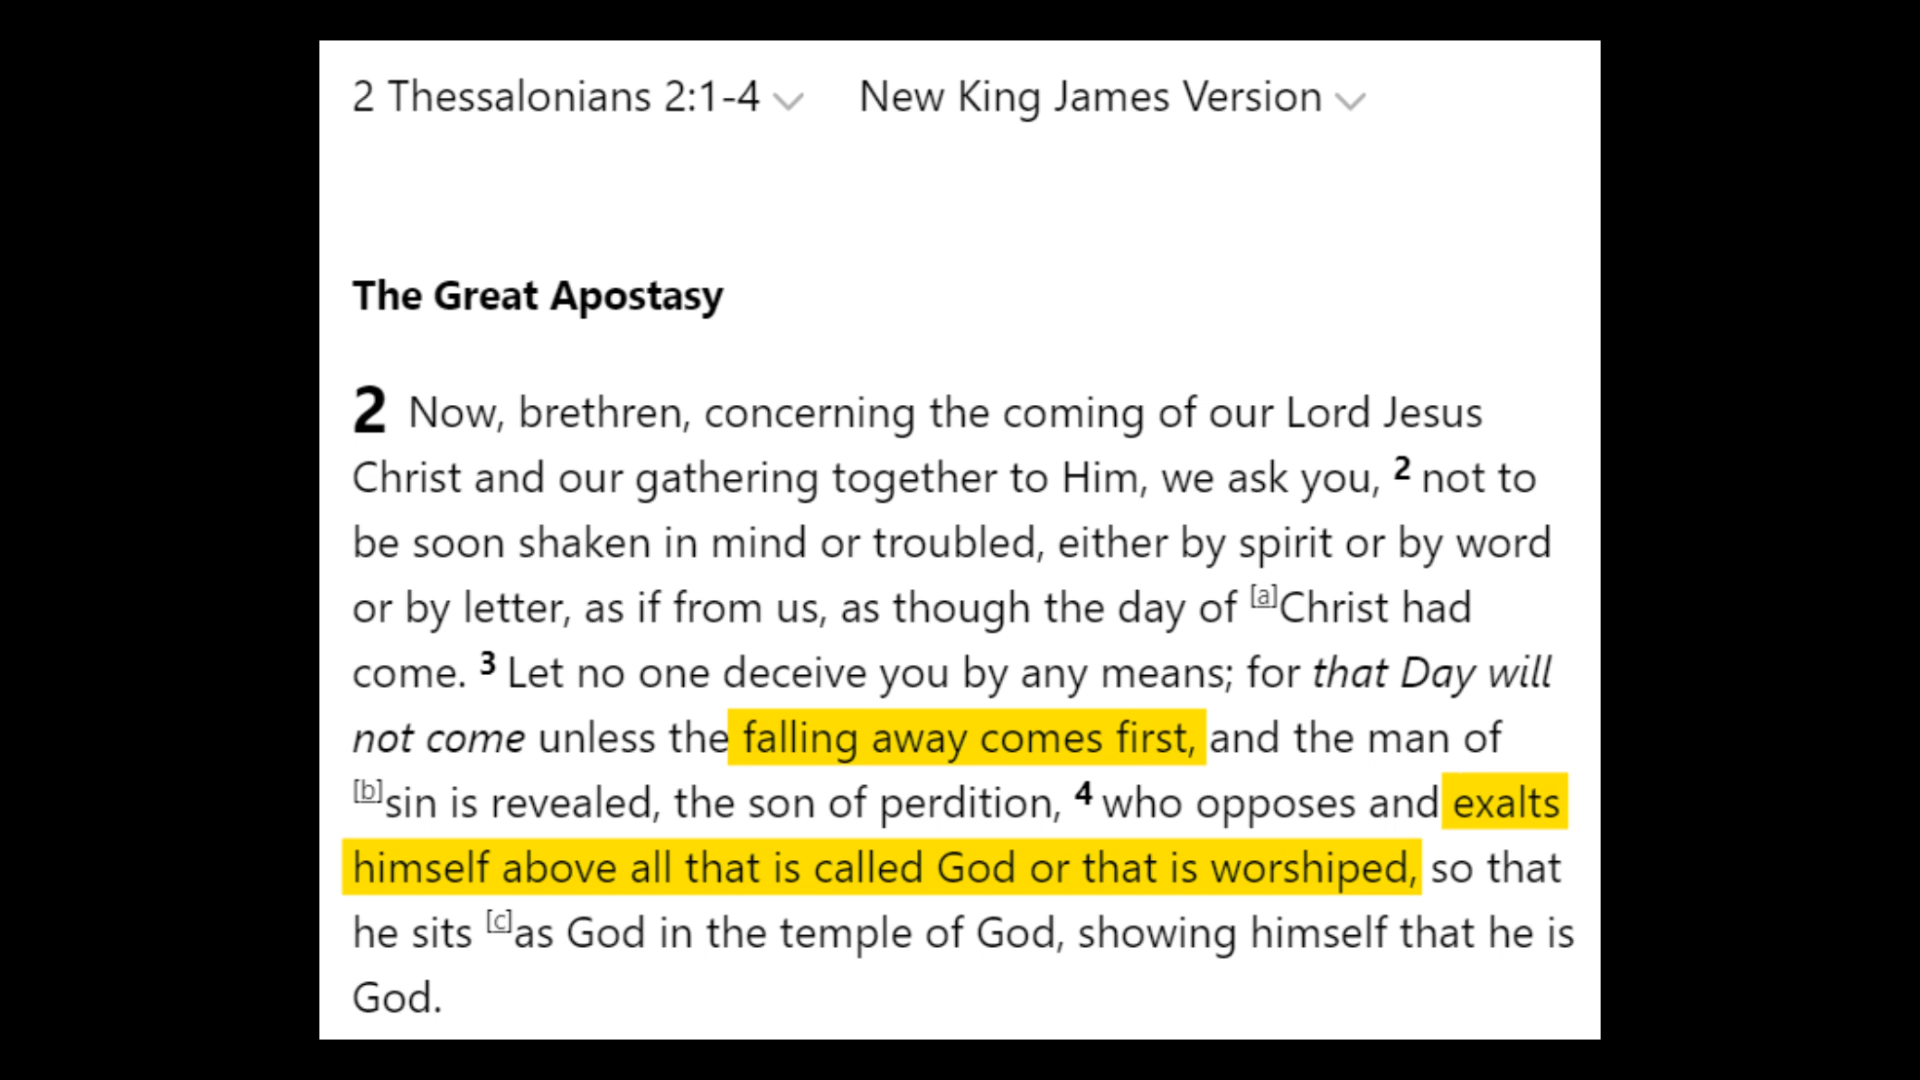 2 Thessalonians 2:1-4 New King James Version
The Great Apostasy
2 Now, brethren, concerning the coming of our Lord Jesus
Christ and our gathering together to Him, we ask you, 2 not to
be soon shaken in mind or troubled, either by spirit or by word
or by letter, as if from us, as though the day of [a]Christ had
come. 3 Let no one deceive you by any means; for that Day will
not come unless the falling away comes first, and the man of
[b]sin is revealed, the son of perdition, 4 who opposes and exalts
himself above all that is called God or that is worshiped, so that
he sits [c]as God in the temple of God, showing himself that he is
God.